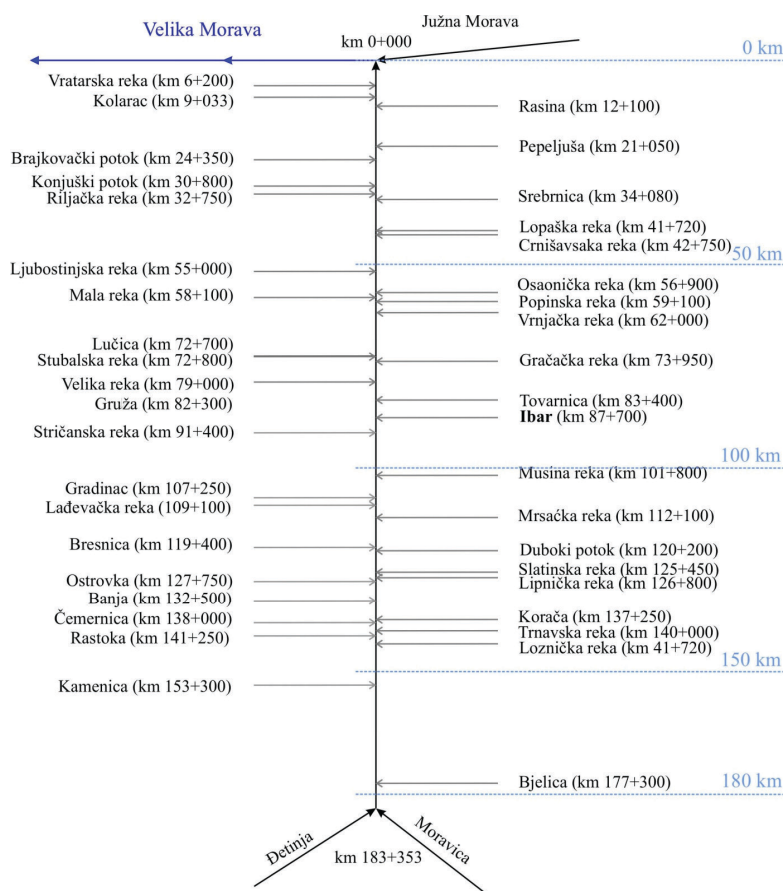 Velika Morava
Južna Morava
km 0+000
0 km
Vratarska reka (km 6+200)
Kolarac (km 9+033)
Rasina (km 12+100)
Pepeljuša (km 21+050)
Brajkovački potok (km 24+350)
Konjuški potok (km 30+800)
Riljačka reka (km 32+750)
Srebrnica (km 34+080)
Lopaška reka (km 41+720)
Crnišavsaka reka (km 42+750)
50 km
Ljubostinjska reka (km 55+000)
Osaonička reka (km 56+900)
Mala reka (km 58+100)
Popinska reka (km 59+100)
Vrnjačka reka (km 62+000)
Lučica (km 72+700)
Stubalska reka (km 72+800)
Gračačka reka (km 73+950)
Velika reka (km 79+000)
Gruža (km 82+300)
Tovarnica (km 83+400)
Ibar (km 87+700)
Stričanska reka (km 91+400)
100 km
Musina reka (km 101+800)
Gradinac (km 107+250)
Lađevačka reka (109+100)
Mrsaćka reka (km 112+100)
Bresnica (km 119+400)
Duboki potok (km 120+200)
Slatinska reka (km 125+450)
Lipnička reka (km 126+800)
Ostrovka (km 127+750)
Banja (km 132+500)
Korača (km 137+250)
Čemernica (km 138+000)
Trnavska reka (km 140+000)
Rastoka (km 141+250)
Loznička reka (km 41+720)
150 km
Kamenica (km 153+300)
Bjelica (km 177+300)
180 km
Đetinja
Moravica
km 183+353